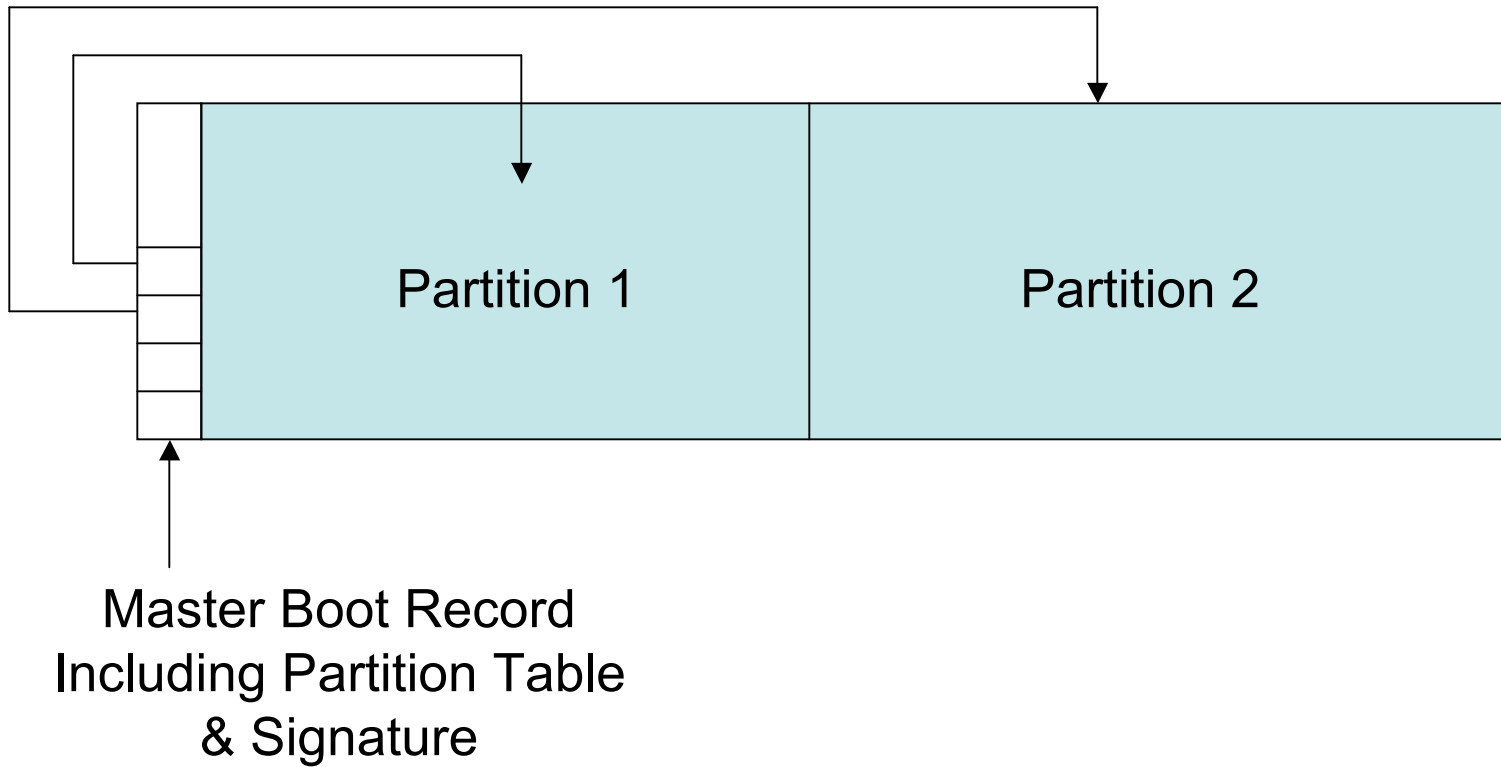 Partition 1
Partition 2
Master Boot Record
Including Partition Table
& Signature